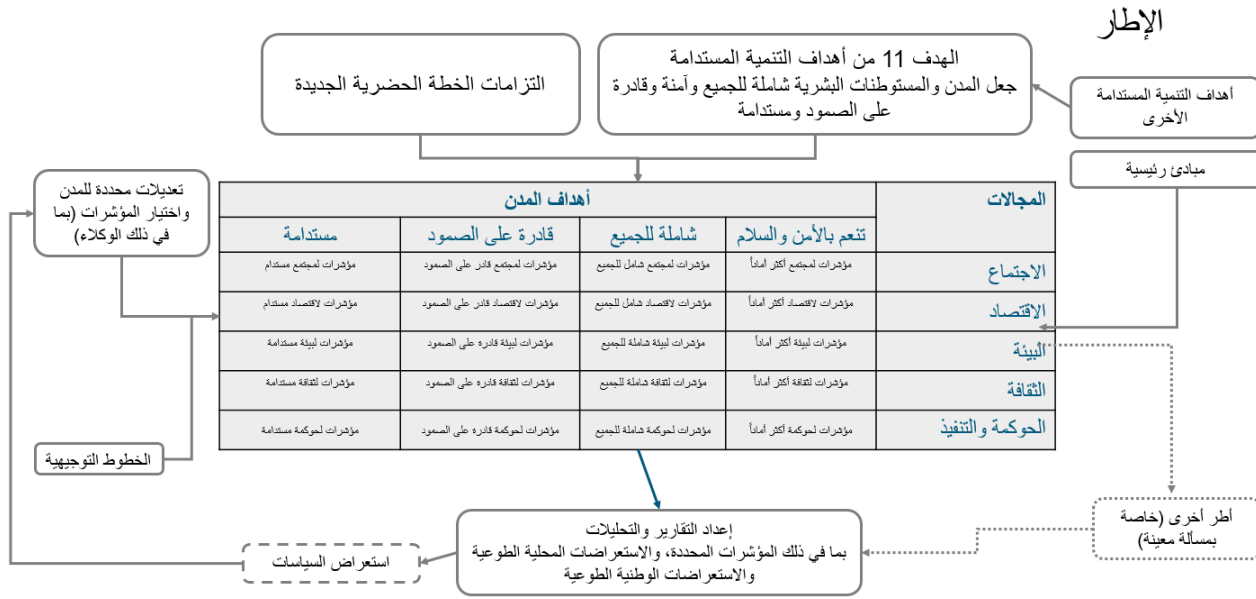 الإطار
الهدف 11 من أهداف التنمية المستدامة
جعل المدن والمستوطنات البشرية شاملة للجميع وآمنة وقادرة
على الصمود ومستدامة
التزامات الخطة الحضرية الجديدة
أهداف التنمية المستدامة
الأخرى
مبادئ رئيسية
تعديلات محددة للمدن
واختيار المؤشرات (بما
في ذلك الوكلاء)
المجالات أهداف المدن
تنعم بالأمن والسلام شاملة للجميع قادرة على الصمود مستدامة
الاجتماع مؤشرات لمجتمع أكثر أماناً مؤشرات لمجتمع شامل للجميع مؤشرات لمجتمع قادر على الصمود مؤشرات لمجتمع مستدام
الاقتصاد مؤشرات لاقتصاد أكثر أماناً مؤشرات لاقتصاد شامل للجميع مؤشرات لاقتصاد قادر على الصمود مؤشرات لاقتصاد مستدام
البيئة مؤشرات لبيئة أكثر أماناً مؤشرات لبيئة شاملة للجميع مؤشرات لبيئة قادره على الصمود مؤشرات لبيئة مستدامة
الثقافة مؤشرات لثقافة أكثر أماناً مؤشرات لثقافة شاملة للجميع مؤشرات لثقافة قادره على الصمود مؤشرات لثقافة مستدامة
الحوكمة والتنفيذ مؤشرات لحوكمة أكثر أماناً مؤشرات لحوكمة شاملة للجميع مؤشرات لحوكمة قادره على الصمود مؤشرات لحوكمة مستدامة
الخطوط التوجيهية
أطر أخرى (خاصة
بمسألة معينة)
إعداد التقارير والتحليلات
بما في ذلك المؤشرات المحددة، والاستعراضات المحلية الطوعية
والاستعراضات الوطنية الطوعية
استعراض السياسات